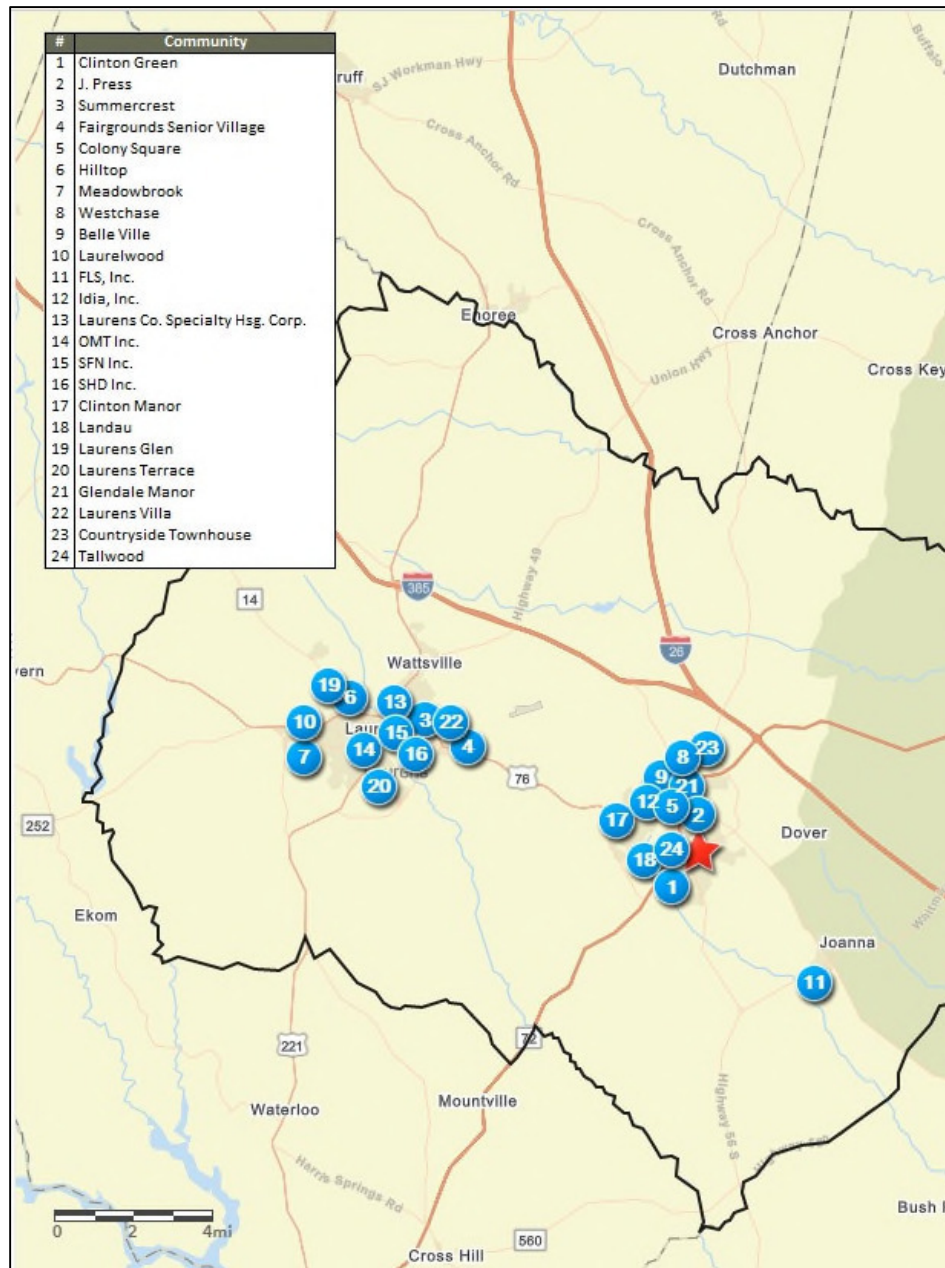 # Community
1 Clinton Green
2 J. Press
3 Summercrest
4 Fairgrounds Senior Village
5 Colony Square
6 Hilltop
7 Meadowbrook
8 Westchase
9 Belle Ville
10 Laurelwood
11 FLS, Inc.
12 Idia, Inc.
13 Laurens Co. Specialty Hsg. Corp.
14 OMT Inc.
15 SFN Inc.
16 SHD Inc.
17 Clinton Manor
18 Landau
19 Laurens Glen
20 Laurens Terrace
21 Glendale Manor
22 Laurens Villa
23 Countryside Townhouse
24 Tallwood
ruff
SJ Workman Hwy
Dutchman
Cross Anchor Rd
Cross Anchor Rd
Enoree
Union Hwy
Cross Anchor
Cross Key
Highway 49
385
14
26
Wattsville
vern
19
6
13
3
22
10
15
4
14
16
7
20
76
23
8
9
21
12
5
2
17
24
18
1
252
Dover
Ekom
Joanna
11
72
221
Waterloo
Mountville
Highway 56 S
Harris Springs Rd
Bush
0 2 4mi
560
Cross Hill